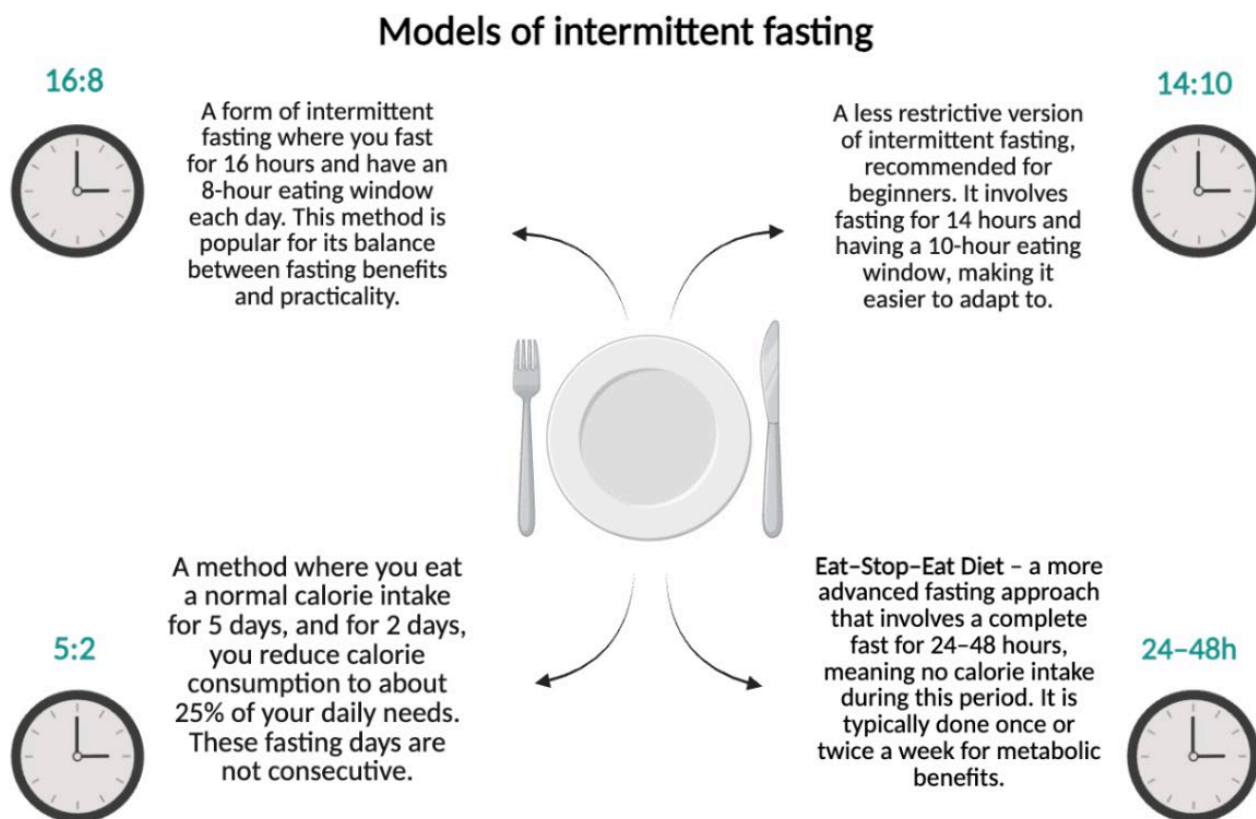 Models of intermittent fasting
16:8
A form of intermittent
fasting where you fast
for 16 hours and have an
8-hour eating window
each day. This method is
popular for its balance
between fasting benefits
and practicality.
14:10
A less restrictive version
of intermittent fasting,
recommended for
beginners. It involves
fasting for 14 hours and
having a 10-hour eating
window, making it
easier to adapt to.
5:2
A method where you eat
a normal calorie intake
for 5 days, and for 2 days,
you reduce calorie
consumption to about
25% of your daily needs.
These fasting days are
not consecutive.
24–48h
Eat–Stop–Eat Diet – a more
advanced fasting approach
that involves a complete
fast for 24–48 hours,
meaning no calorie intake
during this period. It is
typically done once or
twice a week for metabolic
benefits.